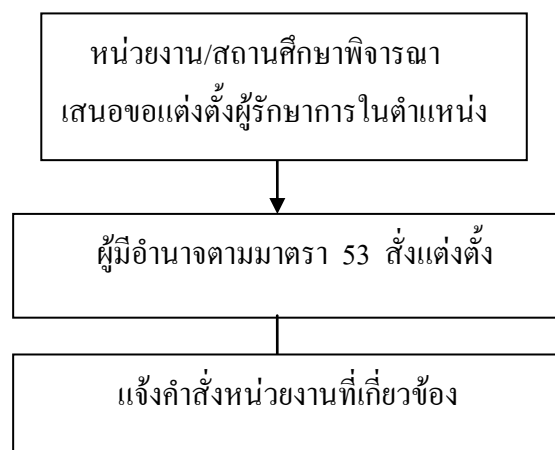 หน่วยงาน/สถานศึกษาพิจารณา
เสนอขอแต่งตั้งผู้รักษาการในตำแหน่ง
ผู้มีอำนาจตามมาตรา 53 สั่งแต่งตั้ง
แจ้งคำสั่งหน่วยงานที่เกี่ยวข้อง